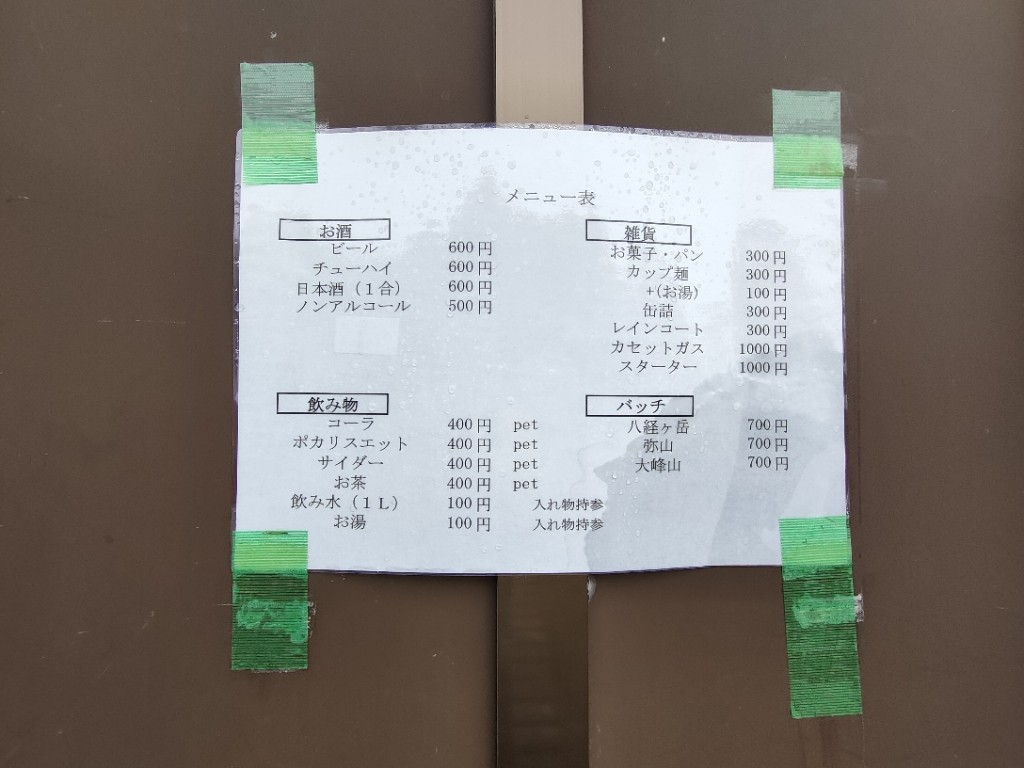 メニュー表
お酒
ビール 600円
チューハイ 600円
日本酒（１合） 600円
ノンアルコール 500円
雑貨
お菓子・パン 300円
カップ麺 300円
+(お湯) 100円
缶詰 300円
レインコート 300円
カセットガス 1000円
スターター 1000円
飲み物
コーラ 400円 pet
ポカリスエット 400円 pet
サイダー 400円 pet
お茶 400円 pet
飲み水（１Ｌ） 100円 入れ物持参
お湯 100円 入れ物持参
バッチ
八経ヶ岳 700円
弥山 700円
大峰山 700円